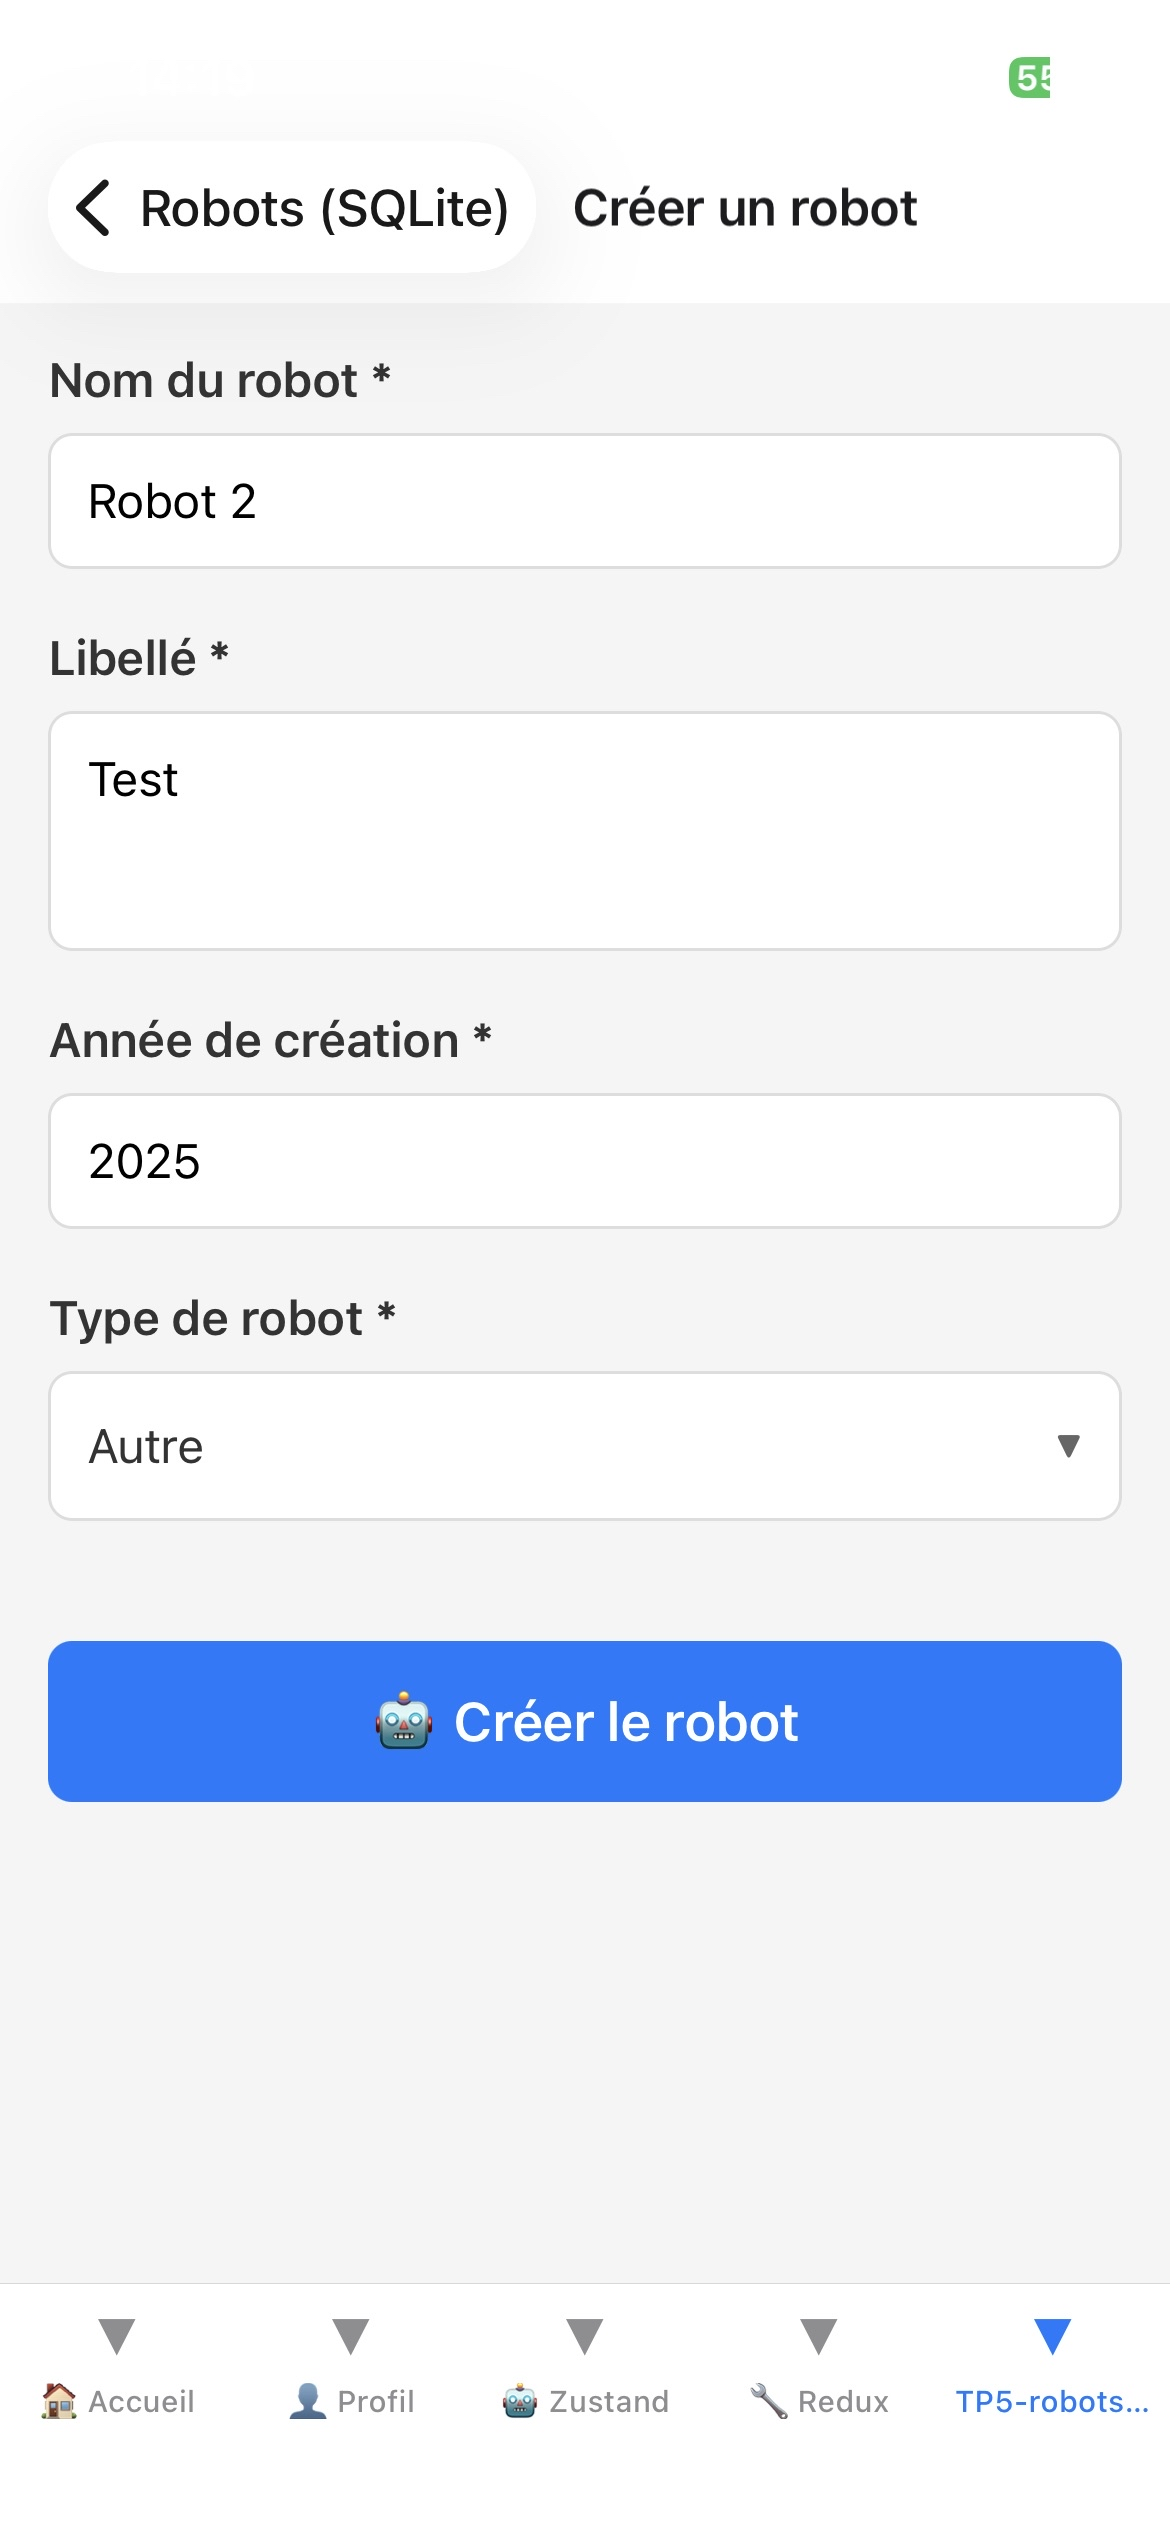 55
Robots (SQLite) Créer un robot
Nom du robot *
Robot 2
Libellé *
Test
Année de création *
2025
Type de robot *
Autre
Créer le robot
Accueil Profil Zustand Redux TP5-robots...